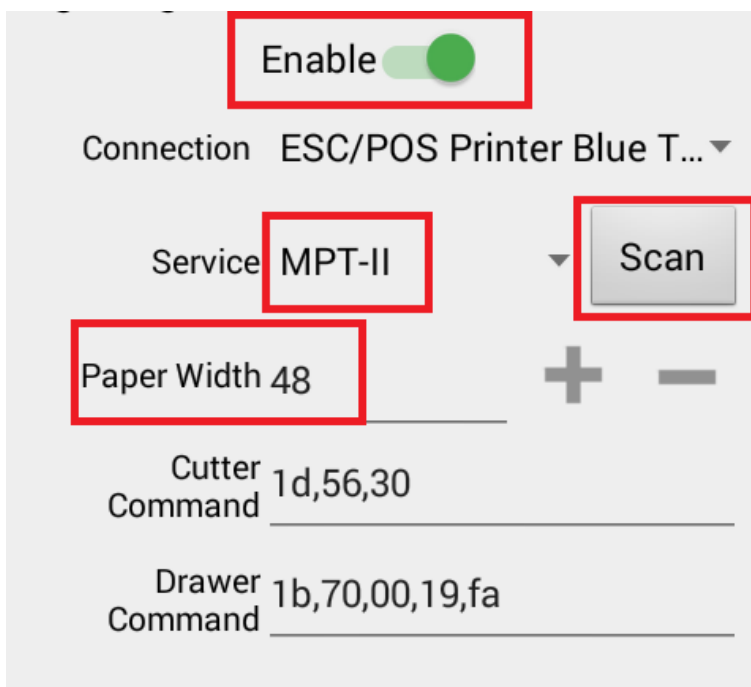 Enable
Connection ESC/POS Printer Blue T...
Service MPT-II Scan
Paper Width 48
Cutter
Command 1d,56,30
Drawer
Command 1b,70,00,19,fa